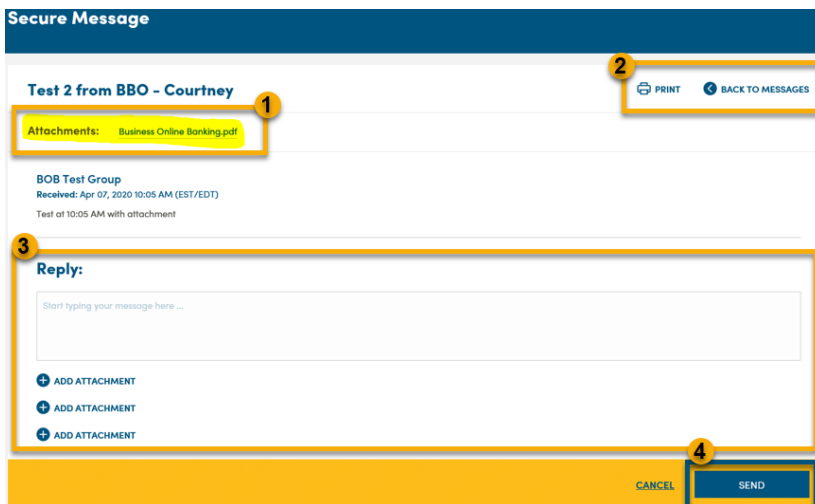 Secure Message
2
Test 2 from BBO - Courtney
PRINT
BACK TO MESSAGES
1
Attachments: Business Online Banking.pdf
BOB Test Group
Received: Apr 07, 2020 10:05 AM (EST/EDT)
Test at 10:05 AM with attachment
3
Reply:
Start typing your message here ...
ADD ATTACHMENT
ADD ATTACHMENT
ADD ATTACHMENT
4
CANCEL
SEND